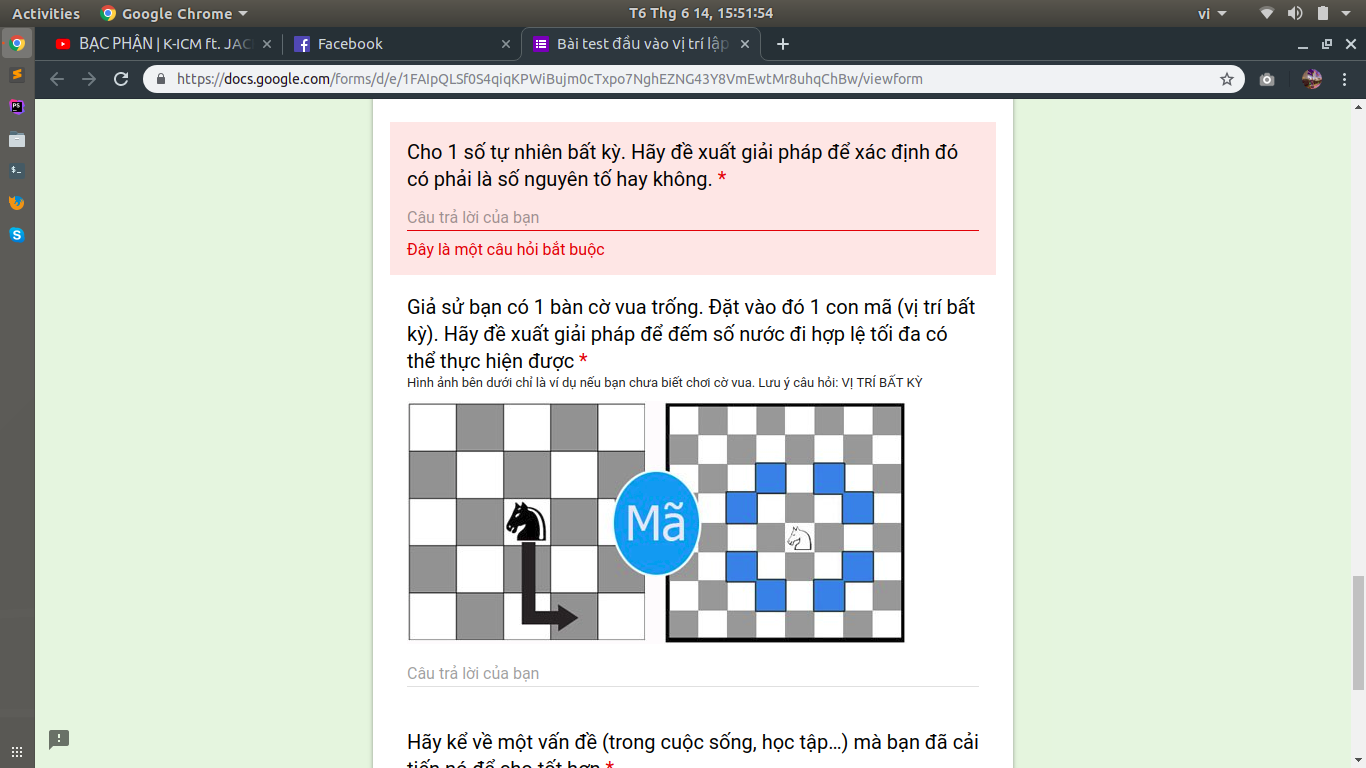 Activities
Google Chrome
T6 Thg 6 14, 15:51:54
vi
BẠC PHẬN | K-ICM ft. JAC
Facebook
Bài test đầu vào vị trí lập
https://docs.google.com/forms/d/e/1FAIpQLSf0S4qiqKPWiBujm0cTxpo7NghEZNG43Y8VmEwtMr8uhqChBw/viewform
Cho 1 số tự nhiên bất kỳ. Hãy đề xuất giải pháp để xác định đó
có phải là số nguyên tố hay không. *
Câu trả lời của bạn
Đây là một câu hỏi bắt buộc
Giả sử bạn có 1 bàn cờ vua trống. Đặt vào đó 1 con mã (vị trí bất
kỳ). Hãy đề xuất giải pháp để đếm số nước đi hợp lệ tối đa có
thể thực hiện được *
Hình ảnh bên dưới chỉ là ví dụ nếu bạn chưa biết chơi cờ vua. Lưu ý câu hỏi: VỊ TRÍ BẤT KỲ
Mã
Câu trả lời của bạn
Hãy kể về một vấn đề (trong cuộc sống, học tập…) mà bạn đã cải
tiến nó để cho tốt hơn *